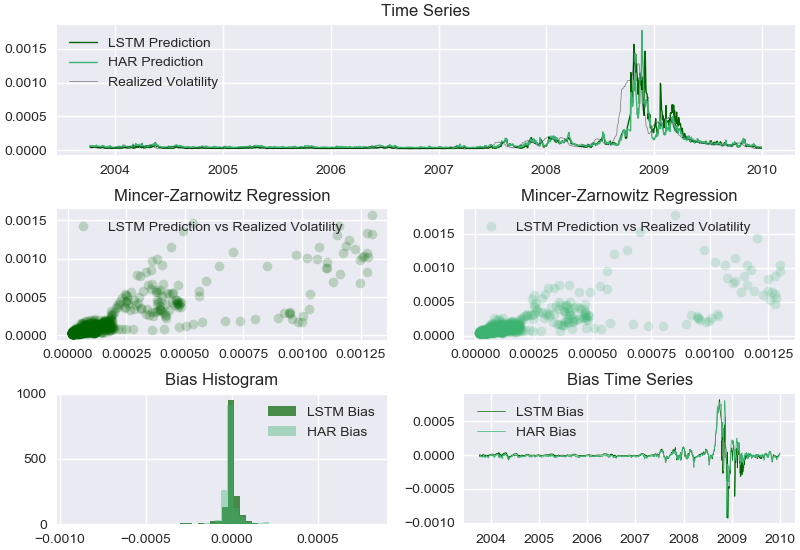 Time Series
LSTM Prediction
HAR Prediction
Realized Volatility
0.0015
0.0010
0.0005
0.0000
2004 2005 2006 2007 2008 2009 2010
Mincer-Zarnowitz Regression
LSTM Prediction vs Realized Volatility
0.0015
0.0010
0.0005
0.0000
0.00000 0.00025 0.00050 0.00075 0.00100 0.00125
Mincer-Zarnowitz Regression
LSTM Prediction vs Realized Volatility
0.0015
0.0010
0.0005
0.0000
0.00000 0.00025 0.00050 0.00075 0.00100 0.00125
Bias Histogram
LSTM Bias
HAR Bias
1000
500
0
−0.0010 −0.0005 0.0000 0.0005
Bias Time Series
LSTM Bias
HAR Bias
0.0005
0.0000
−0.0005
−0.0010
2004 2005 2006 2007 2008 2009 2010